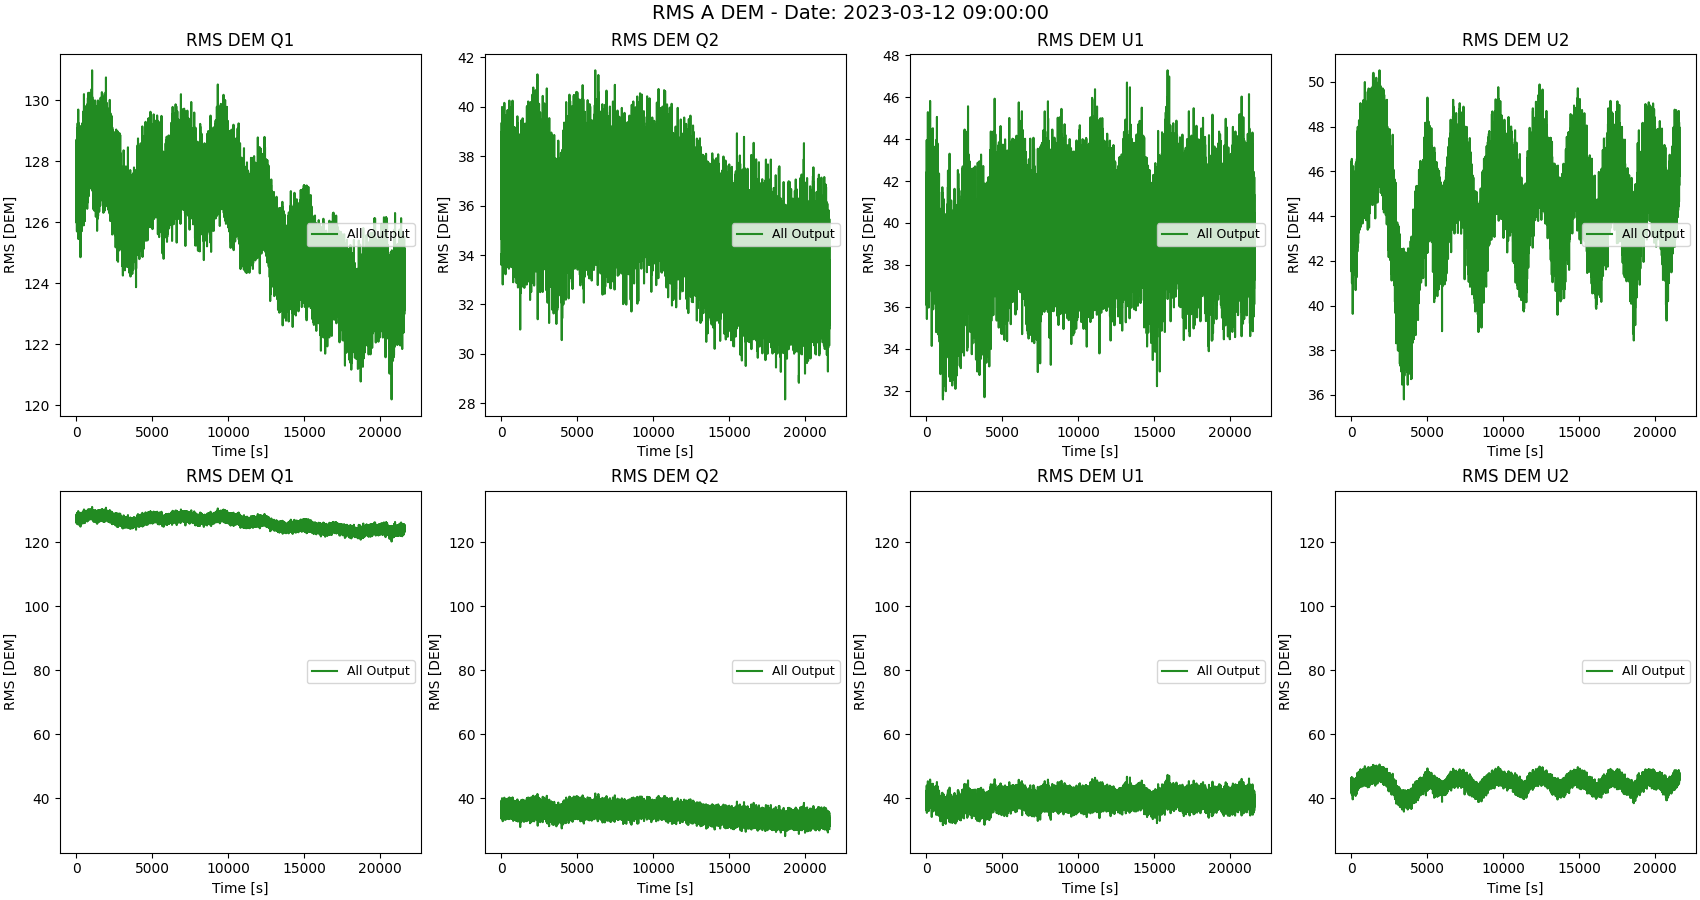 RMS A DEM - Date: 2023-03-12 09:00:00
RMS DEM Q1
RMS [DEM]
130
128
126
124
122
120
0 5000 10000 15000 20000
Time [s]
All Output
RMS DEM Q2
RMS [DEM]
42
40
38
36
34
32
30
28
0 5000 10000 15000 20000
Time [s]
All Output
RMS DEM U1
RMS [DEM]
48
46
44
42
40
38
36
34
32
0 5000 10000 15000 20000
Time [s]
All Output
RMS DEM U2
RMS [DEM]
50
48
46
44
42
40
38
36
0 5000 10000 15000 20000
Time [s]
All Output
RMS DEM Q1
RMS [DEM]
120
100
80
60
40
0 5000 10000 15000 20000
Time [s]
All Output
RMS DEM Q2
RMS [DEM]
120
100
80
60
40
0 5000 10000 15000 20000
Time [s]
All Output
RMS DEM U1
RMS [DEM]
120
100
80
60
40
0 5000 10000 15000 20000
Time [s]
All Output
RMS DEM U2
RMS [DEM]
120
100
80
60
40
0 5000 10000 15000 20000
Time [s]
All Output